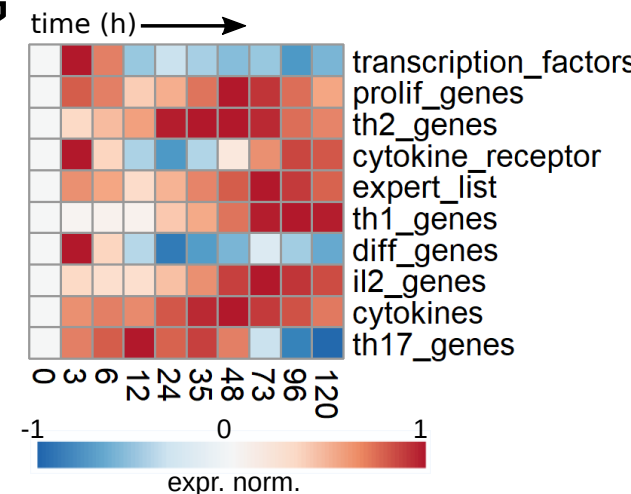 time (h)
transcription_factors
prolif_genes
th2_genes
cytokine_receptor
expert_list
th1_genes
diff_genes
il2_genes
cytokines
th17_genes
0 3 6 12 24 35 48 73 96 120
-1 0 1
expr. norm.